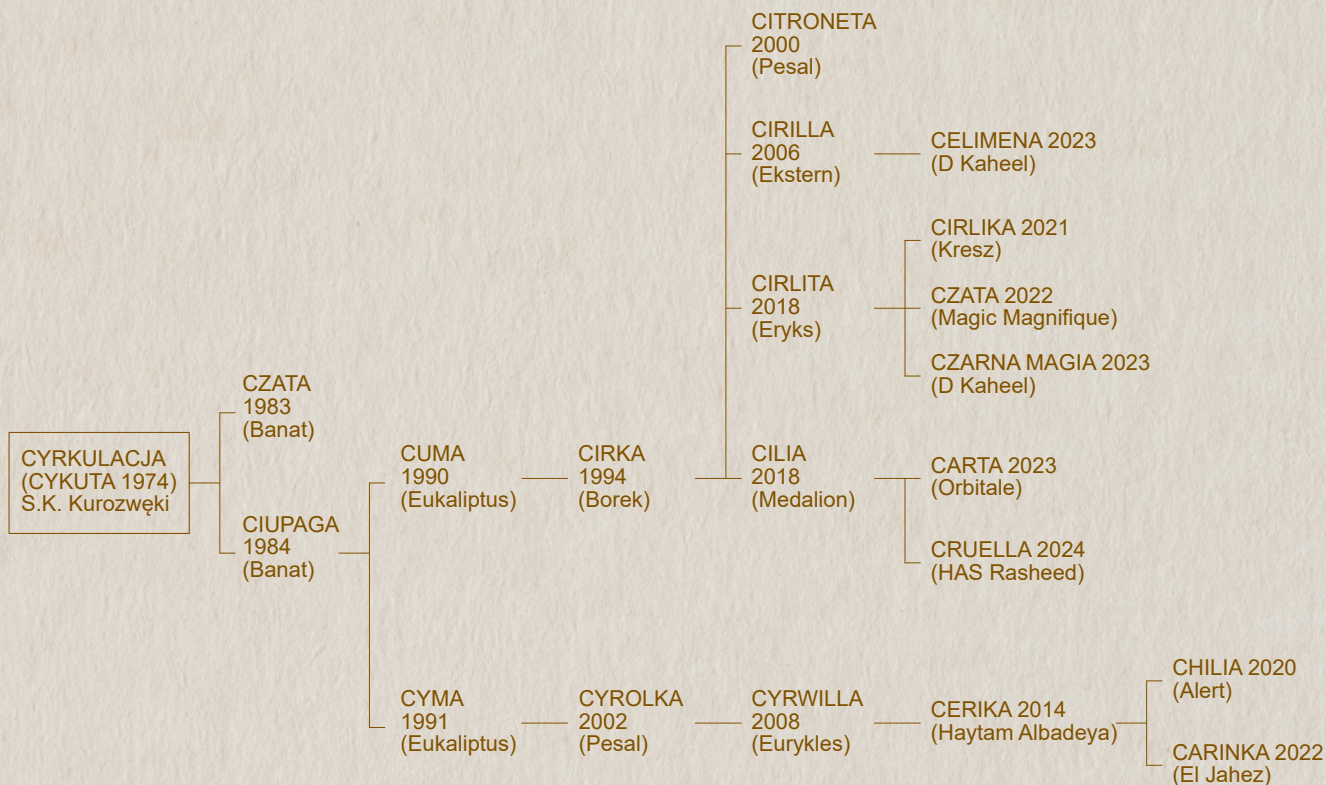 CYRKULACJA
(CYKUTA 1974)
S.K. Kurozwęki
CZATA
1983
(Banat)
CIUPAGA
1984
(Banat)
CUMA
1990
(Eukaliptus)
CYMA
1991
(Eukaliptus)
CIRKA
1994
(Borek)
CYROLKA
2002
(Pesal)
CITRONETA
2000
(Pesal)
CIRILLA
2006
(Ekstern)
CIRLITA
2018
(Eryks)
CILIA
2018
(Medalion)
CYRWILLA
2008
(Eurykles)
CELIMENA 2023
(D Kaheel)
CIRLIKA 2021
(Kresz)
CZATA 2022
(Magic Magnifique)
CZARNA MAGIA 2023
(D Kaheel)
CARTA 2023
(Orbitale)
CRUELLA 2024
(HAS Rasheed)
CERIKA 2014
(Haytam Albadeya)
CHILIA 2020
(Alert)
CARINKA 2022
(El Jahez)